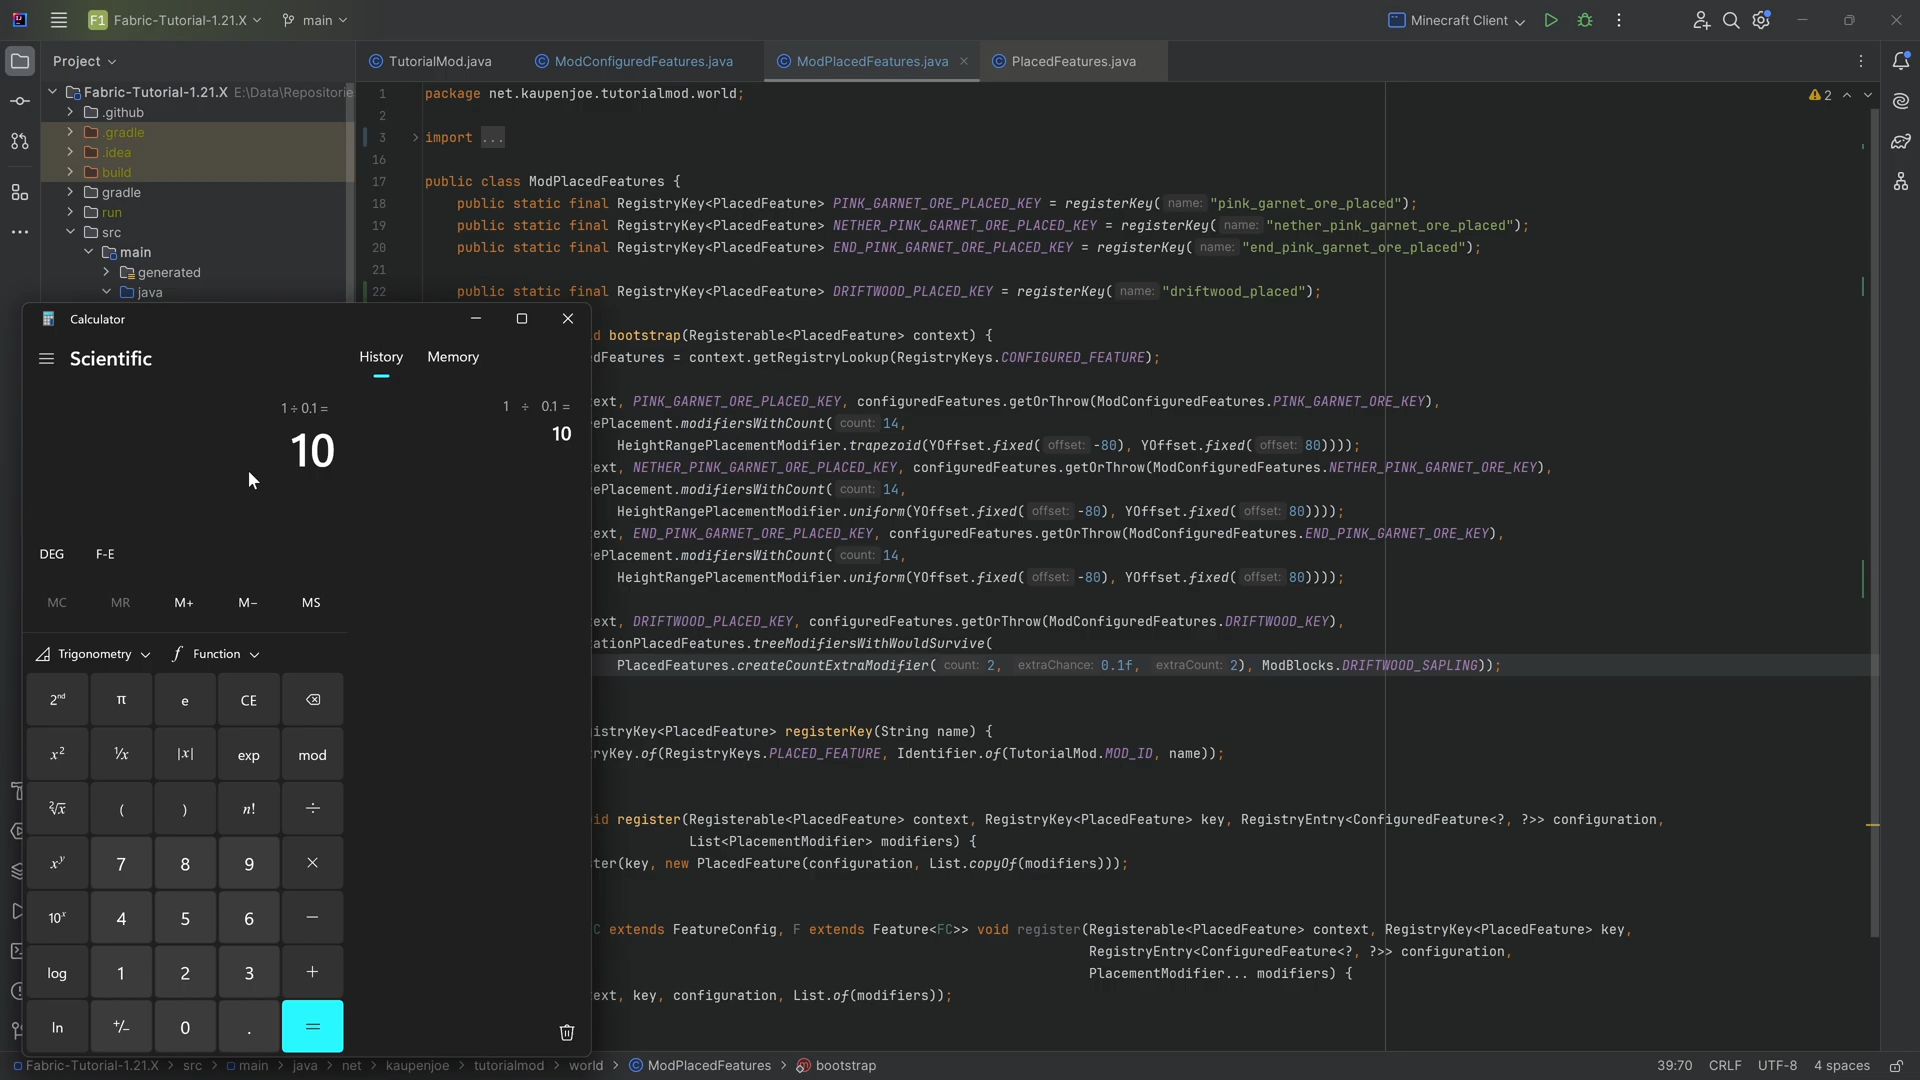 F1 Fabric-Tutorial-1.21.X main Minecraft Client
Project TutorialMod.java ModConfiguredFeatures.java ModPlacedFeatures.java PlacedFeatures.java
Fabric-Tutorial-1.21.X E:\Data\Repositorie
.github
.gradle
.idea
build
gradle
run
src
main
generated
java
2
1 package net.kaupenjoe.tutorialmod.world;
2
3 import ...
16
17 public class ModPlacedFeatures {
18 public static final RegistryKey<PlacedFeature> PINK_GARNET_ORE_PLACED_KEY = registerKey( name: "pink_garnet_ore_placed");
19 public static final RegistryKey<PlacedFeature> NETHER_PINK_GARNET_ORE_PLACED_KEY = registerKey( name: "nether_pink_garnet_ore_placed");
20 public static final RegistryKey<PlacedFeature> END_PINK_GARNET_ORE_PLACED_KEY = registerKey( name: "end_pink_garnet_ore_placed");
21
22 public static final RegistryKey<PlacedFeature> DRIFTWOOD_PLACED_KEY = registerKey( name: "driftwood_placed");
d bootstrap(Registerable<PlacedFeature> context) {
dFeatures = context.getRegistryLookup(RegistryKeys.CONFIGURED_FEATURE);
ext, PINK_GARNET_ORE_PLACED_KEY, configuredFeatures.getOrThrow(ModConfiguredFeatures.PINK_GARNET_ORE_KEY),
ePlacement.modifiersWithCount( count: 14,
HeightRangePlacementModifier.trapezoid(YOffset.fixed( offset: -80), YOffset.fixed( offset: 80))));
ext, NETHER_PINK_GARNET_ORE_PLACED_KEY, configuredFeatures.getOrThrow(ModConfiguredFeatures.NETHER_PINK_GARNET_ORE_KEY),
ePlacement.modifiersWithCount( count: 14,
HeightRangePlacementModifier.uniform(YOffset.fixed( offset: -80), YOffset.fixed( offset: 80))));
ext, END_PINK_GARNET_ORE_PLACED_KEY, configuredFeatures.getOrThrow(ModConfiguredFeatures.END_PINK_GARNET_ORE_KEY),
ePlacement.modifiersWithCount( count: 14,
HeightRangePlacementModifier.uniform(YOffset.fixed( offset: -80), YOffset.fixed( offset: 80))));
ext, DRIFTWOOD_PLACED_KEY, configuredFeatures.getOrThrow(ModConfiguredFeatures.DRIFTWOOD_KEY),
ationPlacedFeatures.treeModifiersWithWouldSurvive(
PlacedFeatures.createCountExtraModifier( count: 2, extraChance: 0.1f, extraCount: 2), ModBlocks.DRIFTWOOD_SAPLING));
istryKey<PlacedFeature> registerKey(String name) {
ryKey.of(RegistryKeys.PLACED_FEATURE, Identifier.of(TutorialMod.MOD_ID, name));
id register(Registerable<PlacedFeature> context, RegistryKey<PlacedFeature> key, RegistryEntry<ConfiguredFeature<?, ?>> configuration,
List<PlacementModifier> modifiers) {
ter(key, new PlacedFeature(configuration, List.copyOf(modifiers)));
C extends FeatureConfig, F extends Feature<FC>> void register(Registerable<PlacedFeature> context, RegistryKey<PlacedFeature> key,
RegistryEntry<ConfiguredFeature<?, ?>> configuration,
PlacementModifier... modifiers) {
ext, key, configuration, List.of(modifiers));
Calculator
Scientific
History Memory
1 ÷ 0.1 =
10
1 ÷ 0.1 =
10
DEG F-E
MC MR M+ M- MS
Trigonometry f Function
2nd π e CE
x² ¹/x |x| exp mod
²√x ( ) n! ÷
xʸ 7 8 9 ×
10ˣ 4 5 6 −
log 1 2 3 +
ln +/− 0 . =
Fabric-Tutorial-1.21.X > src > main > java > net > kaupenjoe > tutorialmod > world > ModPlacedFeatures > bootstrap 39:70 CRLF UTF-8 4 spaces